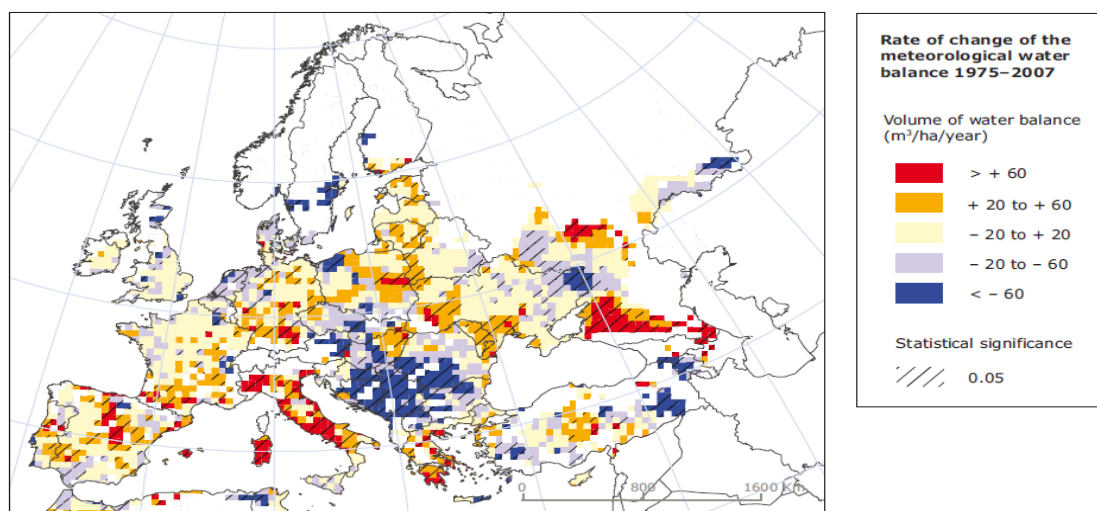 Rate of change of the
meteorological water
balance 1975–2007
Volume of water balance
(m³/ha/year)
> + 60
+ 20 to + 60
– 20 to + 20
– 20 to – 60
< – 60
Statistical significance
0.05
0 800 1600 Km